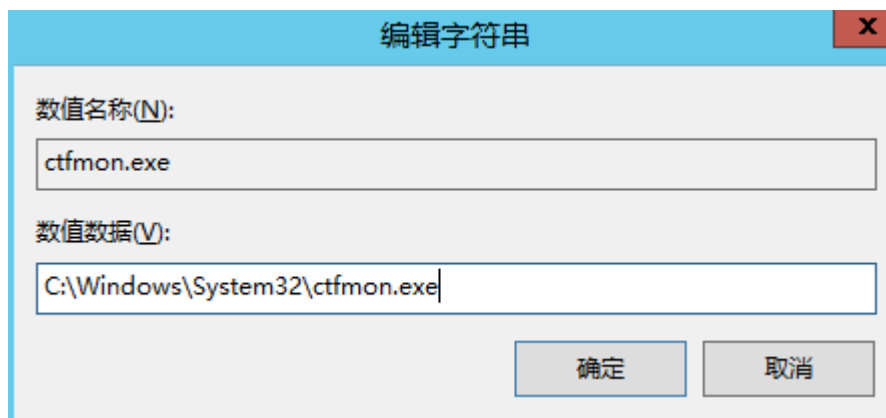 编辑字符串
x
数值名称(N):
ctfmon.exe
数值数据(V):
C:\Windows\System32\ctfmon.exe
确定
取消